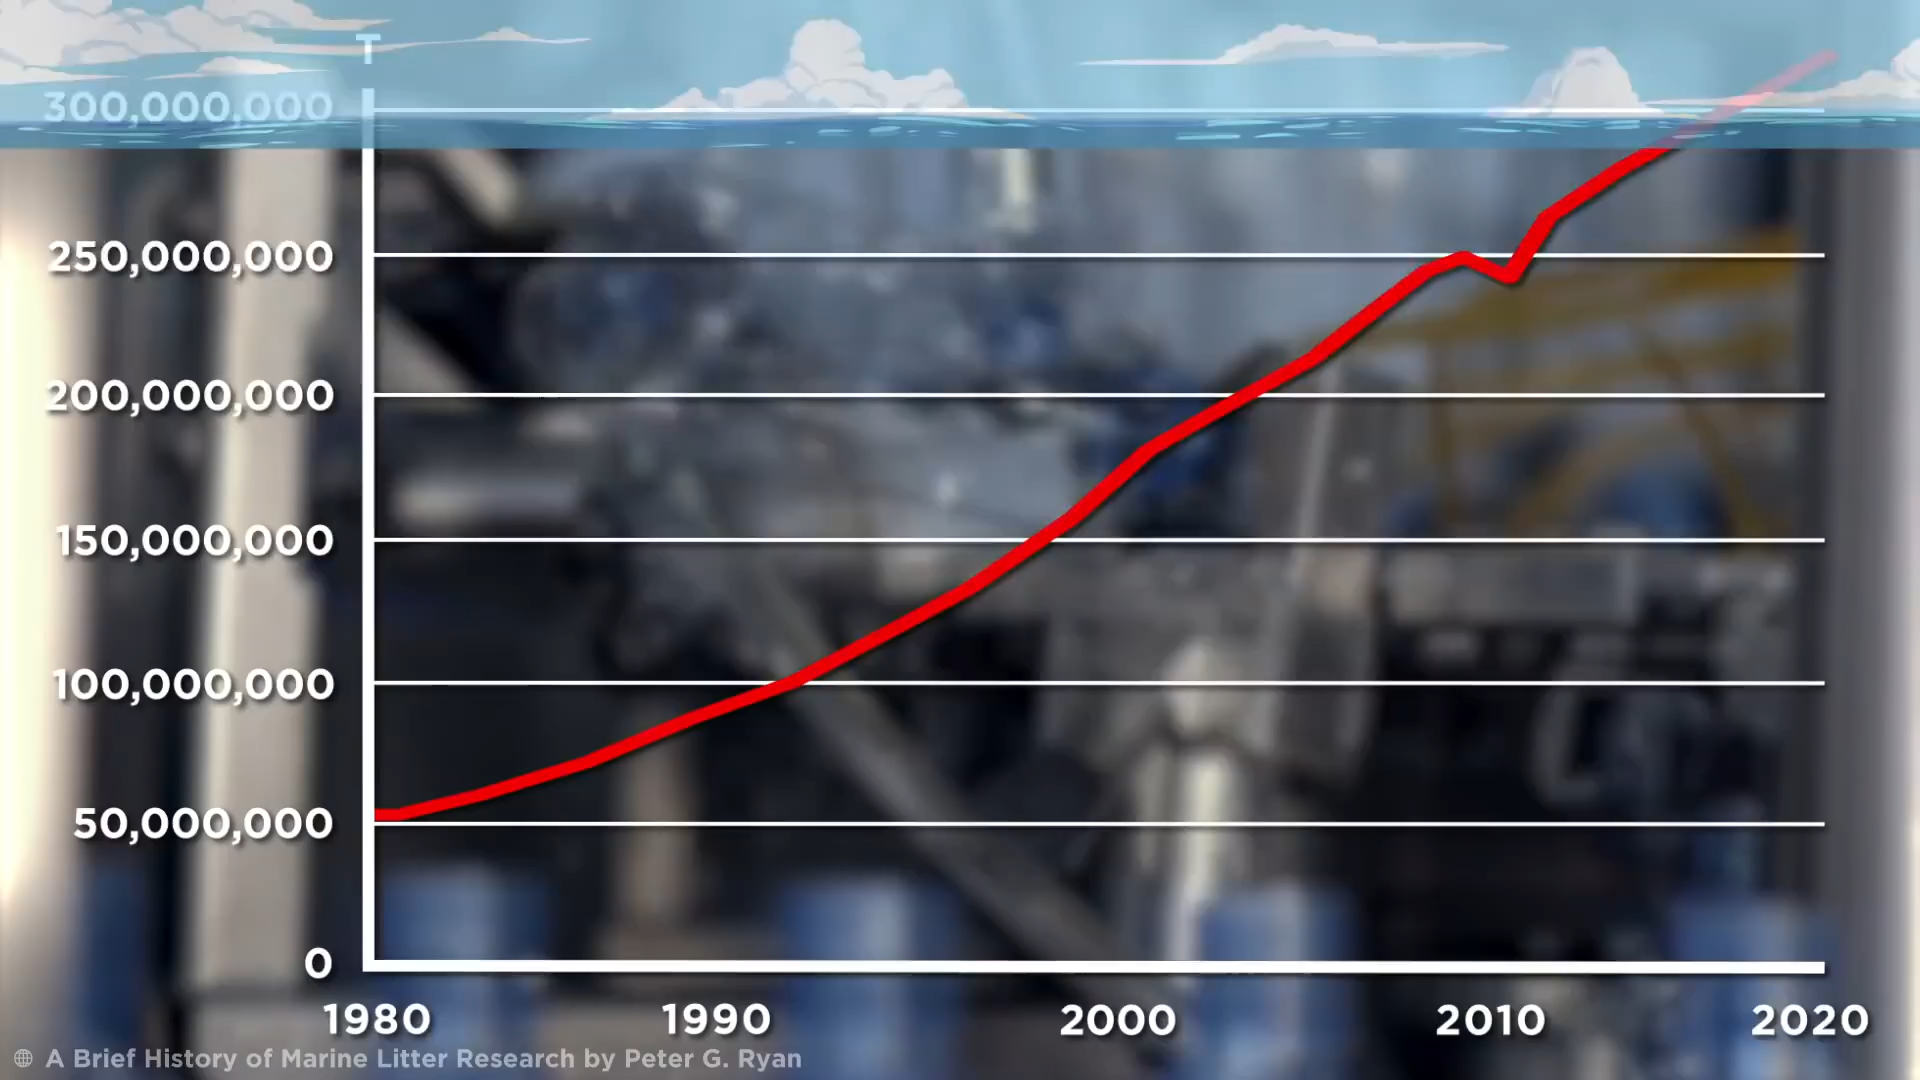 T
300,000,000
250,000,000
200,000,000
150,000,000
100,000,000
50,000,000
0
1980 1990 2000 2010 2020
A Brief History of Marine Litter Research by Peter G. Ryan